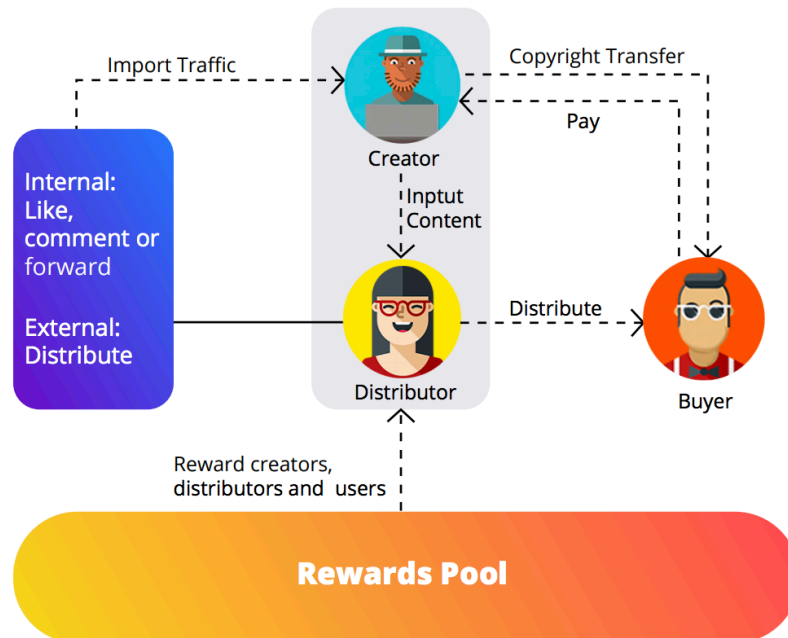 Import Traffic
Copyright Transfer
Pay
Creator
Internal:
Like,
comment or
forward
External:
Distribute
Inptut
Content
Distribute
Distributor
Buyer
Reward creators,
distributors and users
Rewards Pool